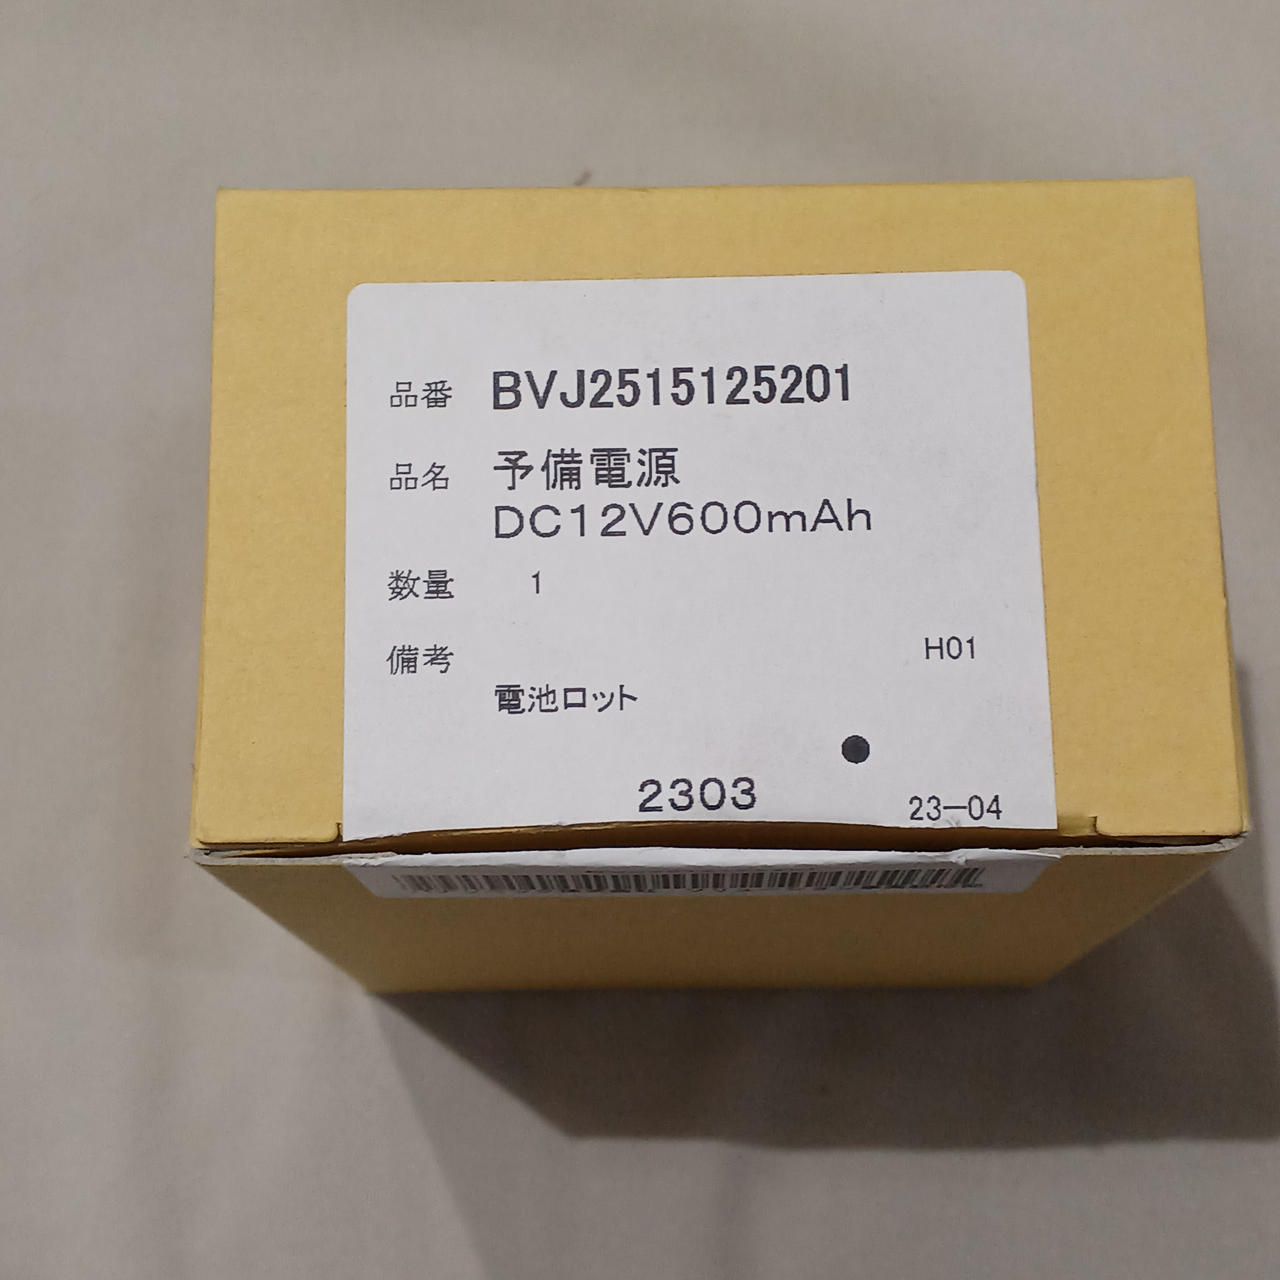 品番 BVJ2515125201
品名 予備電源
DC12V600mAh
数量 1
備考 H01
電池ロット
2303 23-04